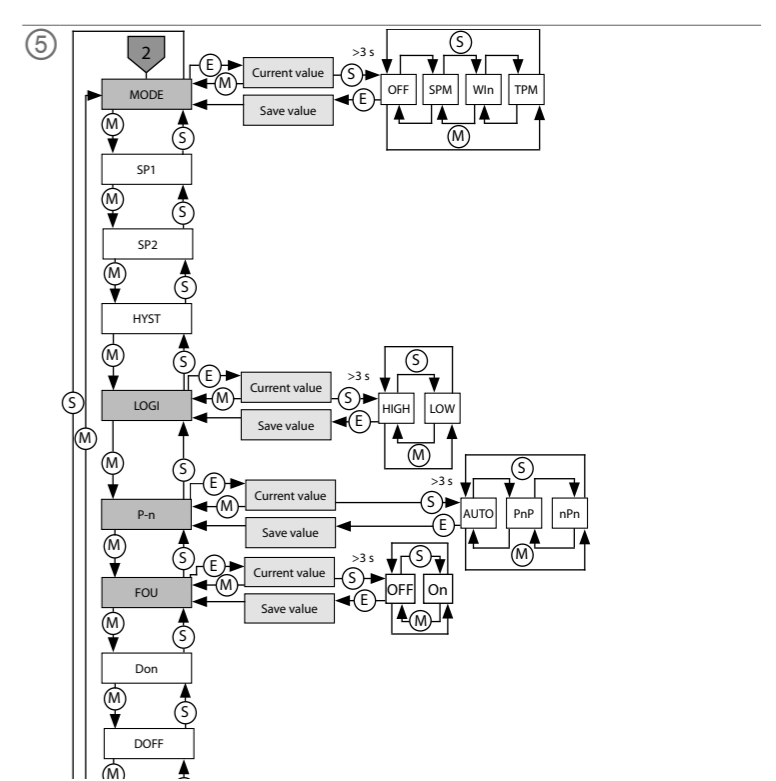 5
2
>3 s
S
E
M
Current value
S
OFF
SPM
WIn
TPM
MODE
Save value
E
M
M
S
SP1
M
S
SP2
M
S
HYST
M
S
E
>3 s
S
Current value
M
S
HIGH
LOW
LOGI
Save value
E
M
S
M
M
S
E
>3 s
S
Current value
M
S
AUTO
PnP
nPn
P-n
Save value
E
M
M
S
E
>3 s
S
Current value
M
S
OFF
On
FOU
Save value
E
M
M
S
Don
M
S
DOFF
M